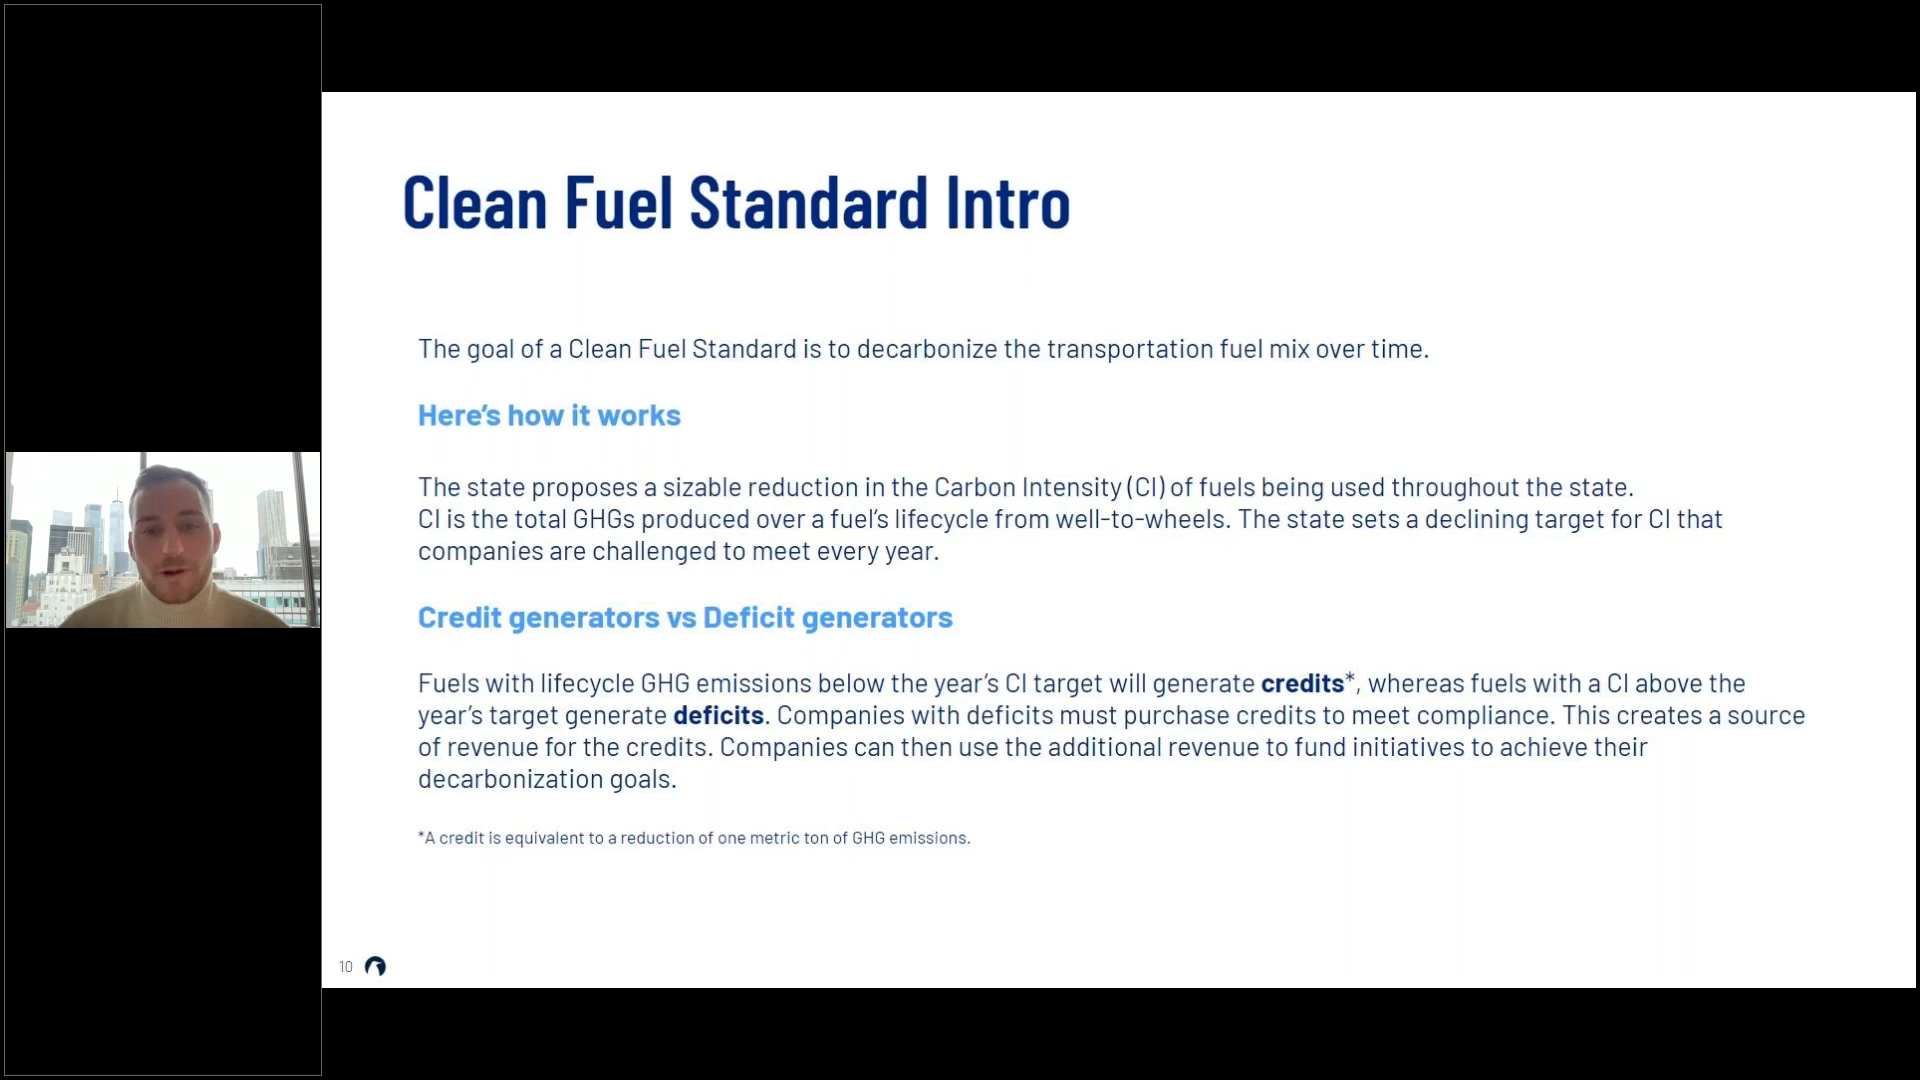 Clean Fuel Standard Intro
The goal of a Clean Fuel Standard is to decarbonize the transportation fuel mix over time.
Here’s how it works
The state proposes a sizable reduction in the Carbon Intensity (CI) of fuels being used throughout the state.
CI is the total GHGs produced over a fuel’s lifecycle from well-to-wheels. The state sets a declining target for CI that
companies are challenged to meet every year.
Credit generators vs Deficit generators
Fuels with lifecycle GHG emissions below the year’s CI target will generate credits*, whereas fuels with a CI above the
year’s target generate deficits. Companies with deficits must purchase credits to meet compliance. This creates a source
of revenue for the credits. Companies can then use the additional revenue to fund initiatives to achieve their
decarbonization goals.
*A credit is equivalent to a reduction of one metric ton of GHG emissions.
10